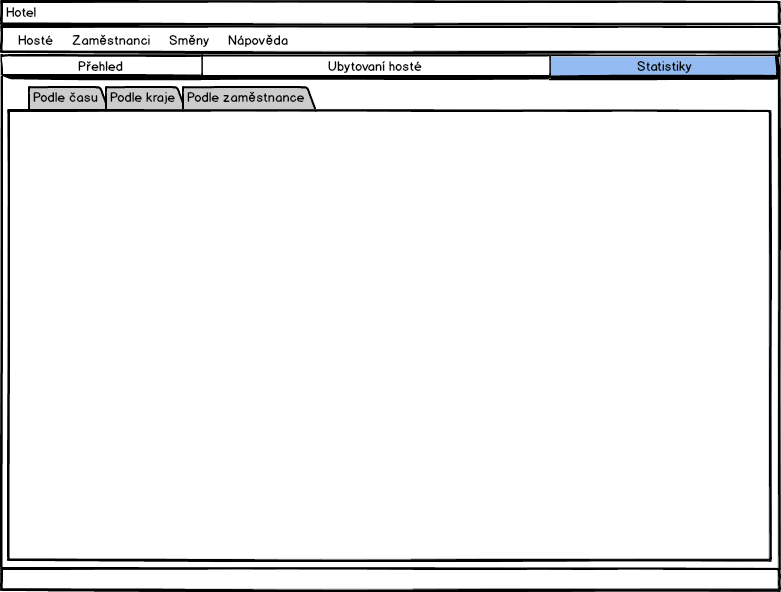 Hotel
Hosté Zaměstnanci Směny Nápověda
Přehled Ubytovaní hosté Statistiky
Podle času Podle kraje Podle zaměstnance